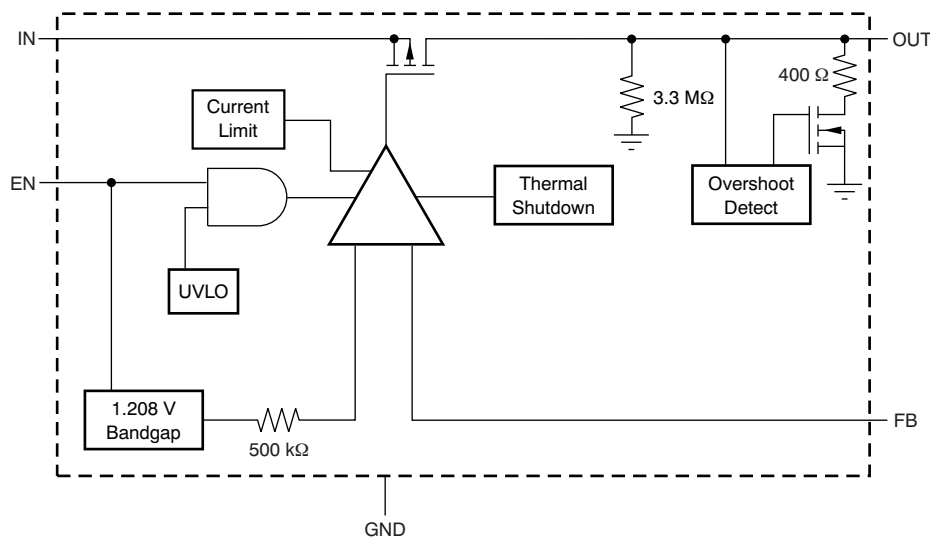 IN
OUT
400 Ω
3.3 MΩ
Current
Limit
EN
Thermal
Shutdown
Overshoot
Detect
UVLO
1.208 V
Bandgap
500 kΩ
FB
GND